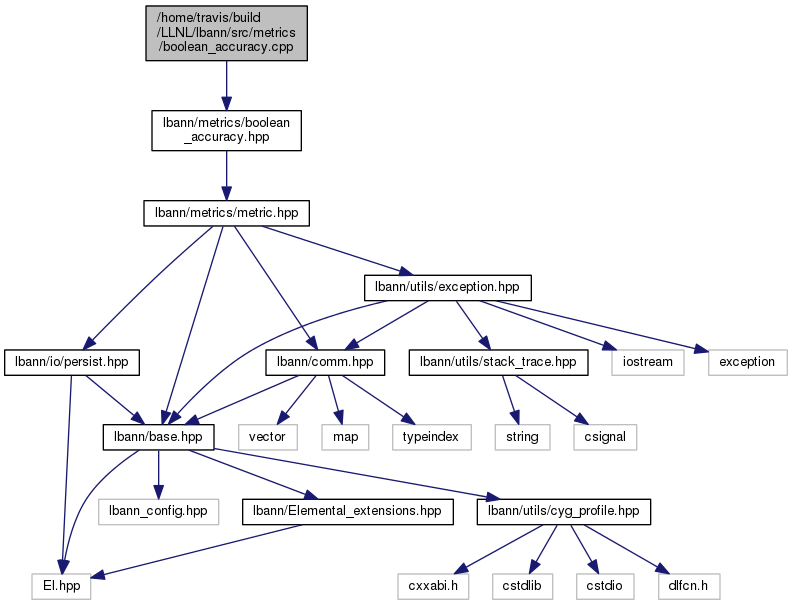 /home/travis/build
/LLNL/lbann/src/metrics
/boolean_accuracy.cpp
lbann/metrics/boolean
_accuracy.hpp
lbann/metrics/metric.hpp
lbann/utils/exception.hpp
lbann/io/persist.hpp
lbann/comm.hpp
lbann/utils/stack_trace.hpp
iostream
exception
lbann/base.hpp
vector
map
typeindex
string
csignal
lbann_config.hpp
lbann/Elemental_extensions.hpp
lbann/utils/cyg_profile.hpp
El.hpp
cxxabi.h
cstdlib
cstdio
dlfcn.h